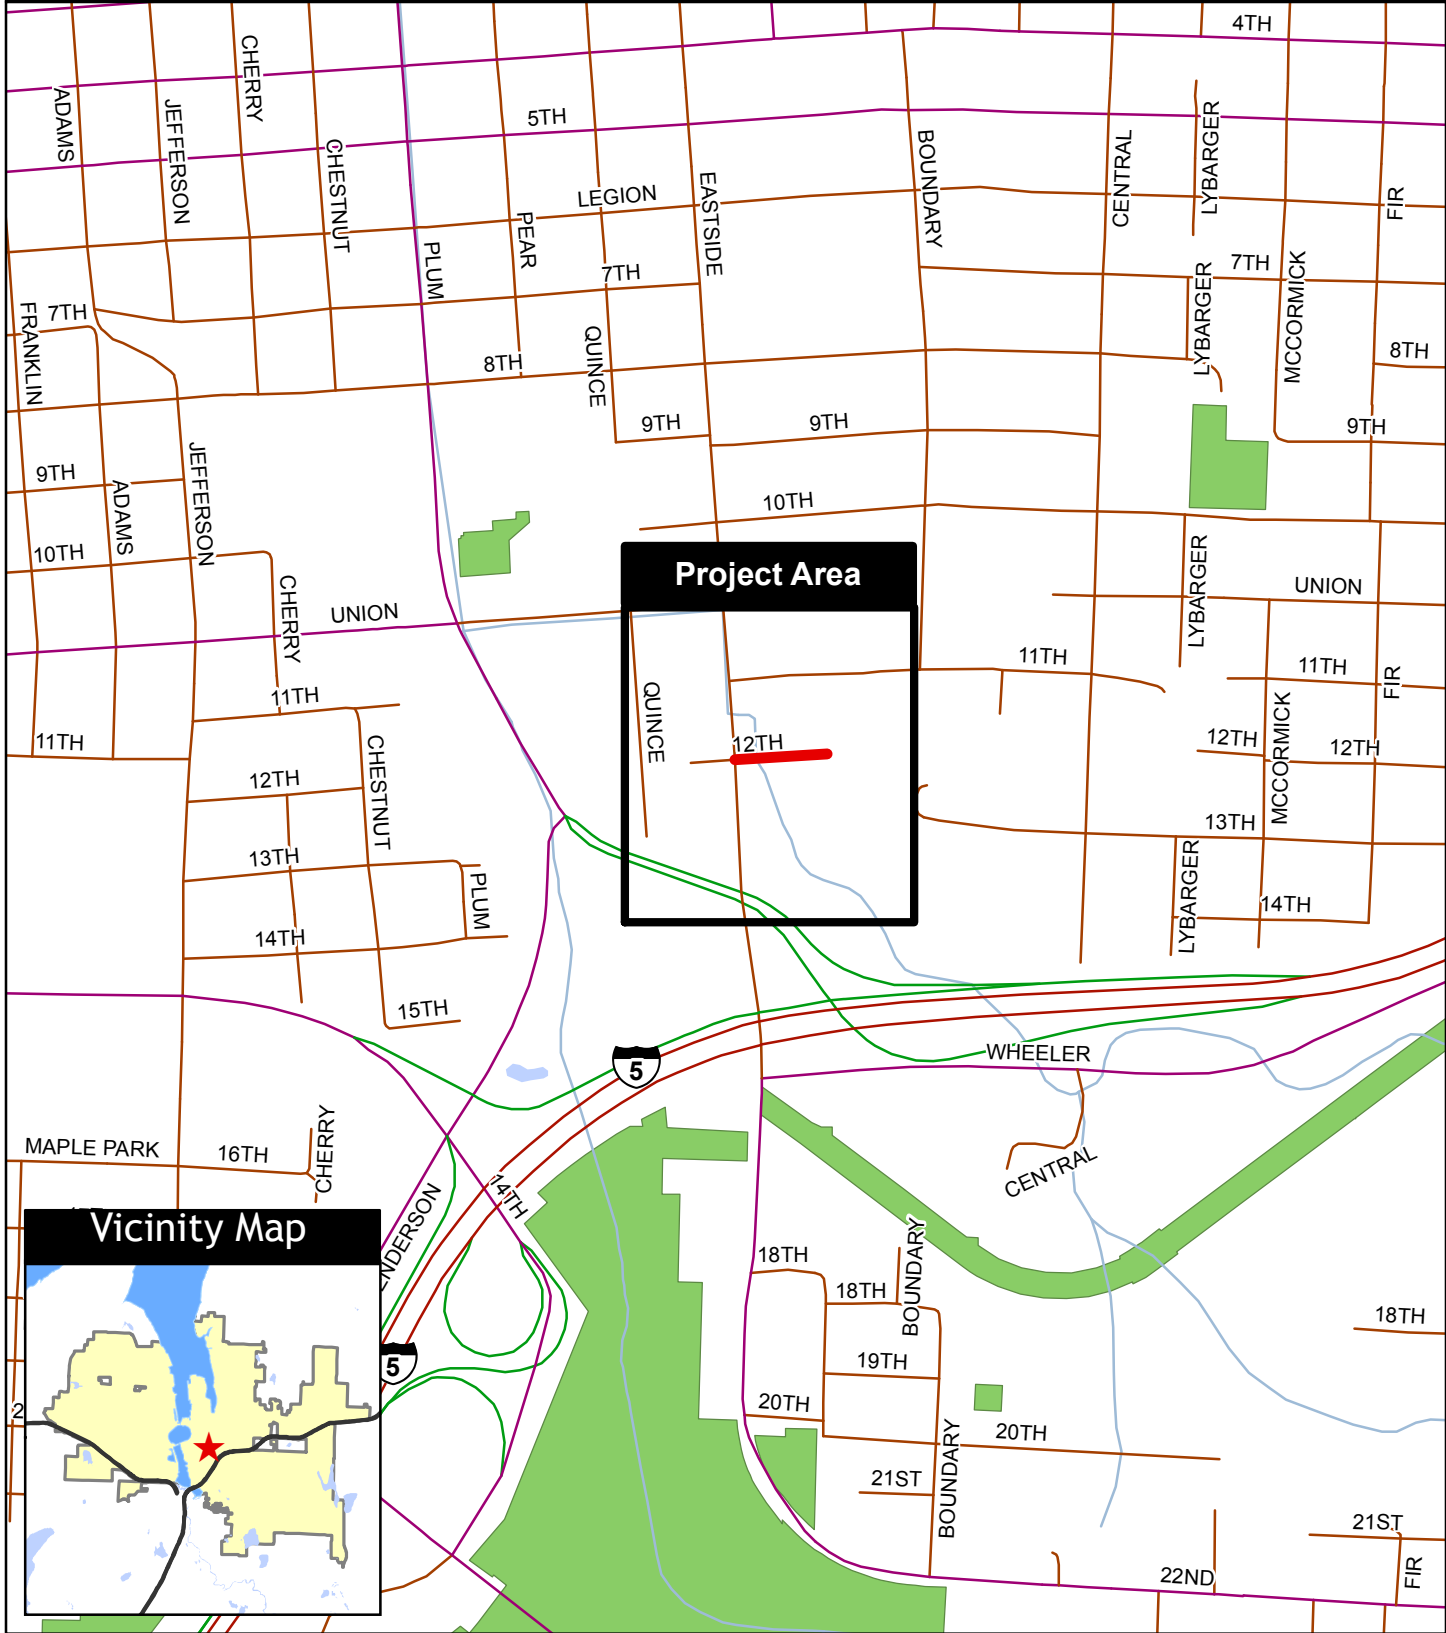 4TH
CHERRY
ADAMS
JEFFERSON
5TH
CHESTNUT
BOUNDARY
CENTRAL
LYBARGER
LEGION
EASTSIDE
FIR
PEAR
PLUM
7TH
7TH
MCCORMICK
LYBARGER
FRANKLIN
7TH
QUINCE
8TH
8TH
9TH
9TH
9TH
JEFFERSON
9TH
ADAMS
10TH
10TH
LYBARGER
Project Area
CHERRY
UNION
UNION
11TH
11TH
FIR
QUINCE
11TH
MCCORMICK
11TH
CHESTNUT
12TH
12TH
12TH
12TH
13TH
LYBARGER
13TH
PLUM
14TH
14TH
15TH
5
WHEELER
CHERRY
MAPLE PARK
16TH
CENTRAL
14TH
ENDERSON
Vicinity Map
BOUNDARY
18TH
18TH
18TH
5
19TH
20TH
2
BOUNDARY
20TH
21ST
21ST
FIR
22ND